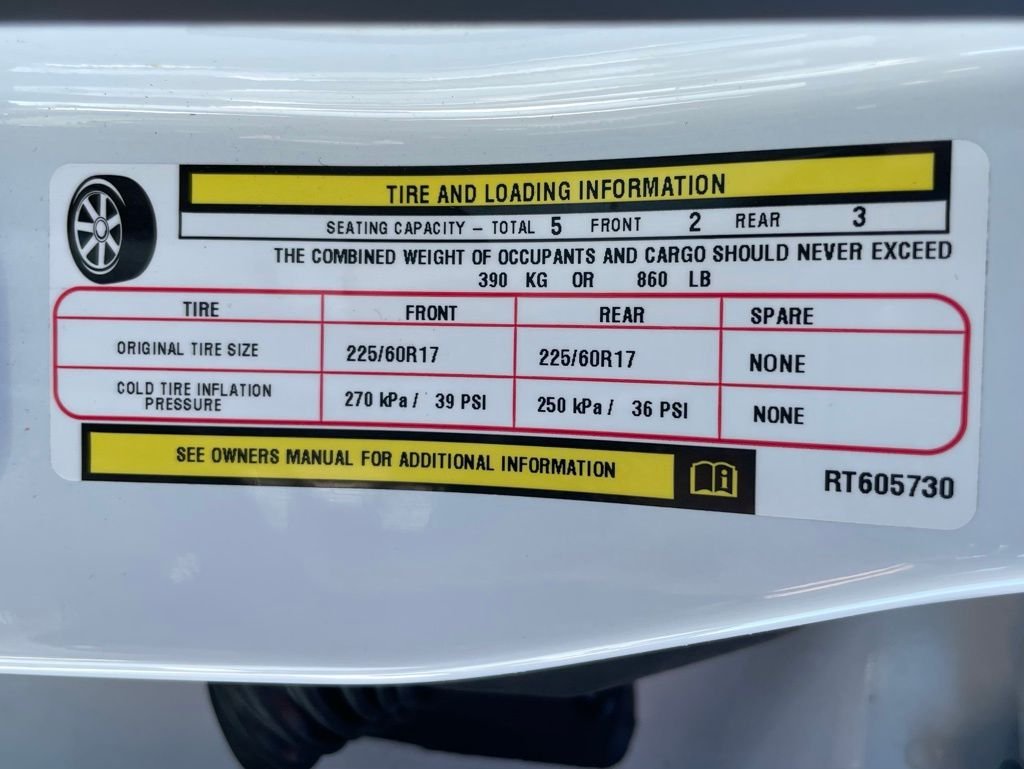 TIRE AND LOADING INFORMATION
SEATING CAPACITY – TOTAL 5 FRONT 2 REAR 3
THE COMBINED WEIGHT OF OCCUPANTS AND CARGO SHOULD NEVER EXCEED
390 KG OR 860 LB
TIRE FRONT REAR SPARE
ORIGINAL TIRE SIZE 225/60R17 225/60R17 NONE
COLD TIRE INFLATION
PRESSURE 270 kPa / 39 PSI 250 kPa / 36 PSI NONE
SEE OWNERS MANUAL FOR ADDITIONAL INFORMATION
RT605730